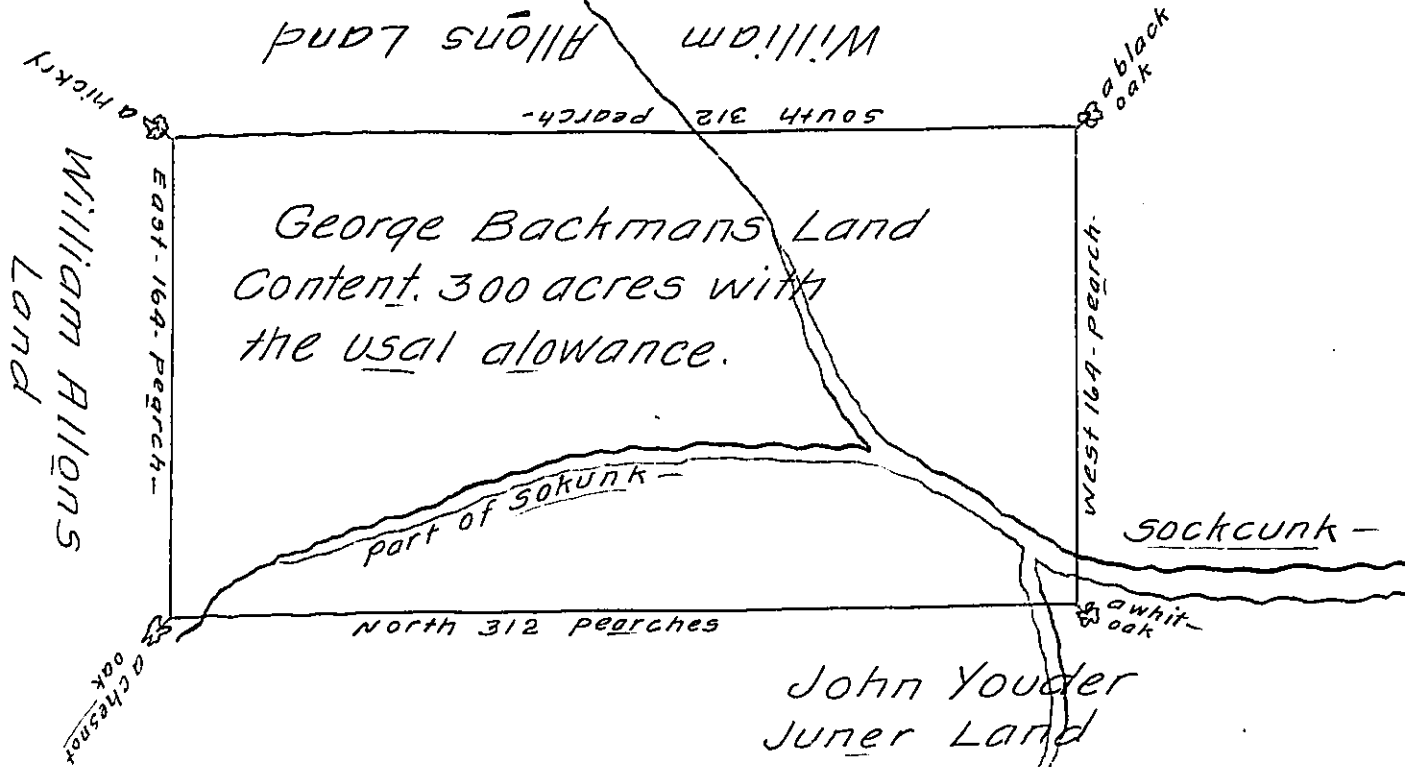 William Allons Land
a hickry
a black
oak
South 312 pearch-
William Allons
Land
East - 164 - pearch-
George Backmans Land
Content. 300 acres with
the usal alowance.
West 164 - pearch-
part of Sokunk -
Sockcunk -
North 312 pearches
a whit-
oak
a chesnot
oak
John Youder
Juner Land